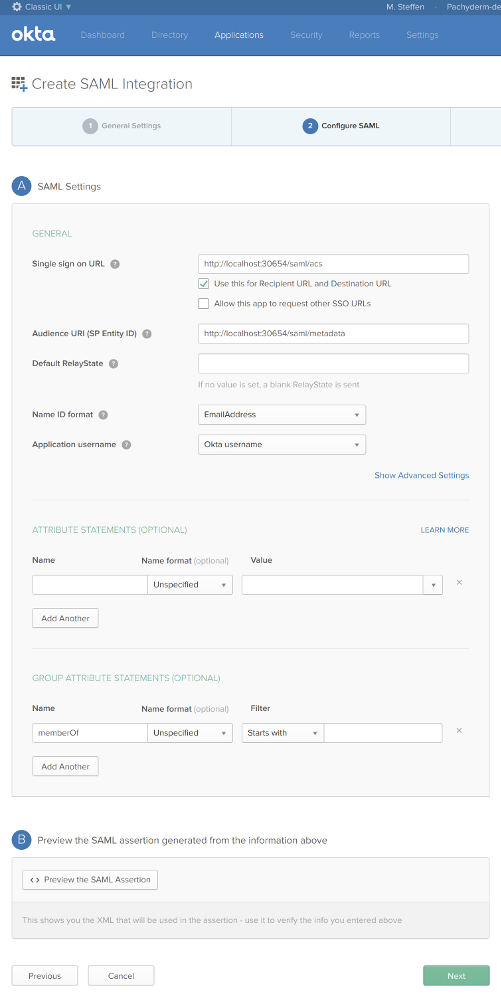 Classic UI
M. Steffen
Pachyderm-de
okta
Dashboard
Directory
Applications
Security
Reports
Settings
Create SAML Integration
1 General Settings
2 Configure SAML
A SAML Settings
GENERAL
Single sign on URL ? http://localhost:30654/saml/acs
Use this for Recipient URL and Destination URL
Allow this app to request other SSO URLs
Audience URI (SP Entity ID) ? http://localhost:30654/saml/metadata
Default RelayState ?
If no value is set, a blank RelayState is sent
Name ID format ? EmailAddress
Application username ? Okta username
Show Advanced Settings
ATTRIBUTE STATEMENTS (OPTIONAL) LEARN MORE
Name Name format (optional) Value
Unspecified
Add Another
GROUP ATTRIBUTE STATEMENTS (OPTIONAL)
Name Name format (optional) Filter
memberOf Unspecified Starts with
Add Another
B Preview the SAML assertion generated from the information above
<> Preview the SAML Assertion
This shows you the XML that will be used in the assertion - use it to verify the info you entered above
Previous Cancel Next